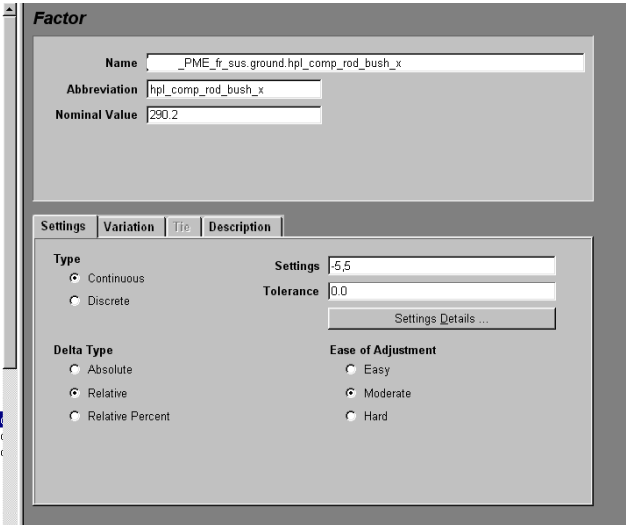 Factor
Name _PME_fr_sus.ground.hpl_comp_rod_bush_x
Abbreviation hpl_comp_rod_bush_x
Nominal Value 290.2
Settings Variation Tie Description
Type
Continuous
Discrete
Settings -5,5
Tolerance 0.0
Settings Details ...
Delta Type
Absolute
Relative
Relative Percent
Ease of Adjustment
Easy
Moderate
Hard